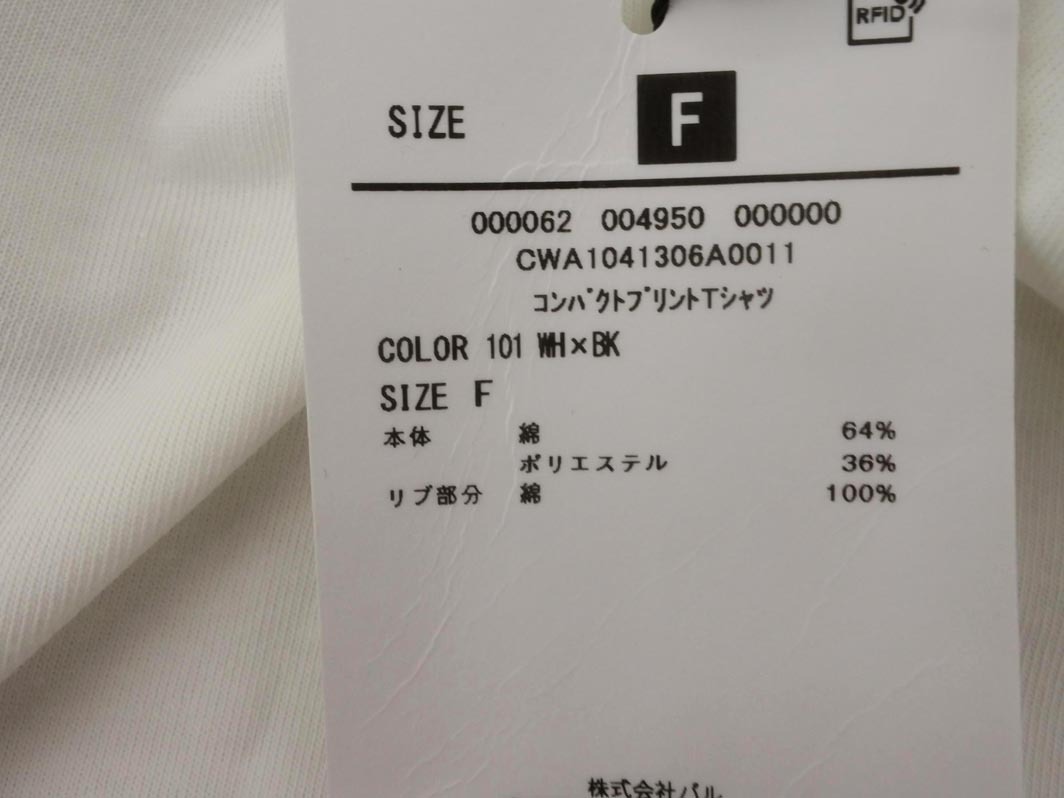 RFID
SIZE F
000062 004950 000000
CWA1041306A0011
コンパクトプリントTシャツ
COLOR 101 WH×BK
SIZE F
本体 綿 64%
ポリエステル 36%
リブ部分 綿 100%
株式会社パル